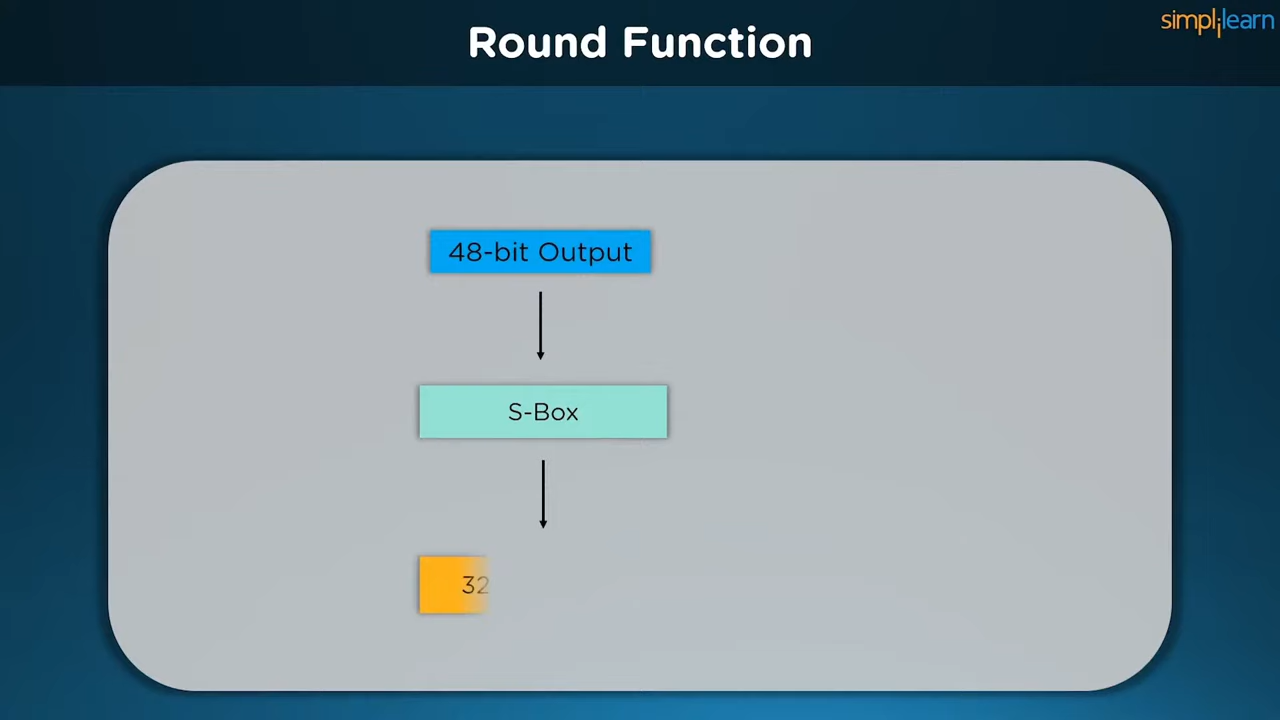 simplilearn
Round Function
48-bit Output
S-Box
32